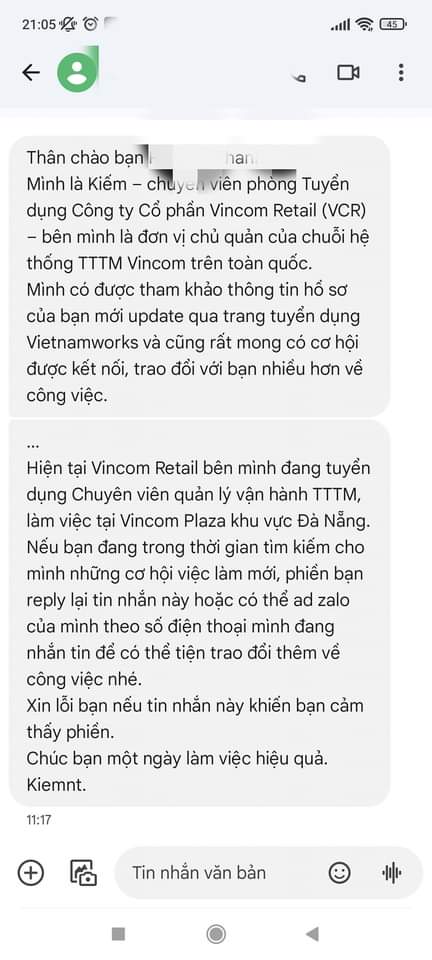 21:05
45
Thân chào bạn
Mình là Kiếm – chuyên viên phòng Tuyển
dụng Công ty Cổ phần Vincom Retail (VCR)
– bên mình là đơn vị chủ quản của chuỗi hệ
thống TTTM Vincom trên toàn quốc.
Mình có được tham khảo thông tin hồ sơ
của bạn mới update qua trang tuyển dụng
Vietnamworks và cũng rất mong có cơ hội
được kết nối, trao đổi với bạn nhiều hơn về
công việc.
...
Hiện tại Vincom Retail bên mình đang tuyển
dụng Chuyên viên quản lý vận hành TTTM,
làm việc tại Vincom Plaza khu vực Đà Nẵng.
Nếu bạn đang trong thời gian tìm kiếm cho
mình những cơ hội việc làm mới, phiền bạn
reply lại tin nhắn này hoặc có thể ad zalo
của mình theo số điện thoại mình đang
nhắn tin để có thể tiện trao đổi thêm về
công việc nhé.
Xin lỗi bạn nếu tin nhắn này khiến bạn cảm
thấy phiền.
Chúc bạn một ngày làm việc hiệu quả.
Kiemnt.
11:17
Tin nhắn văn bản